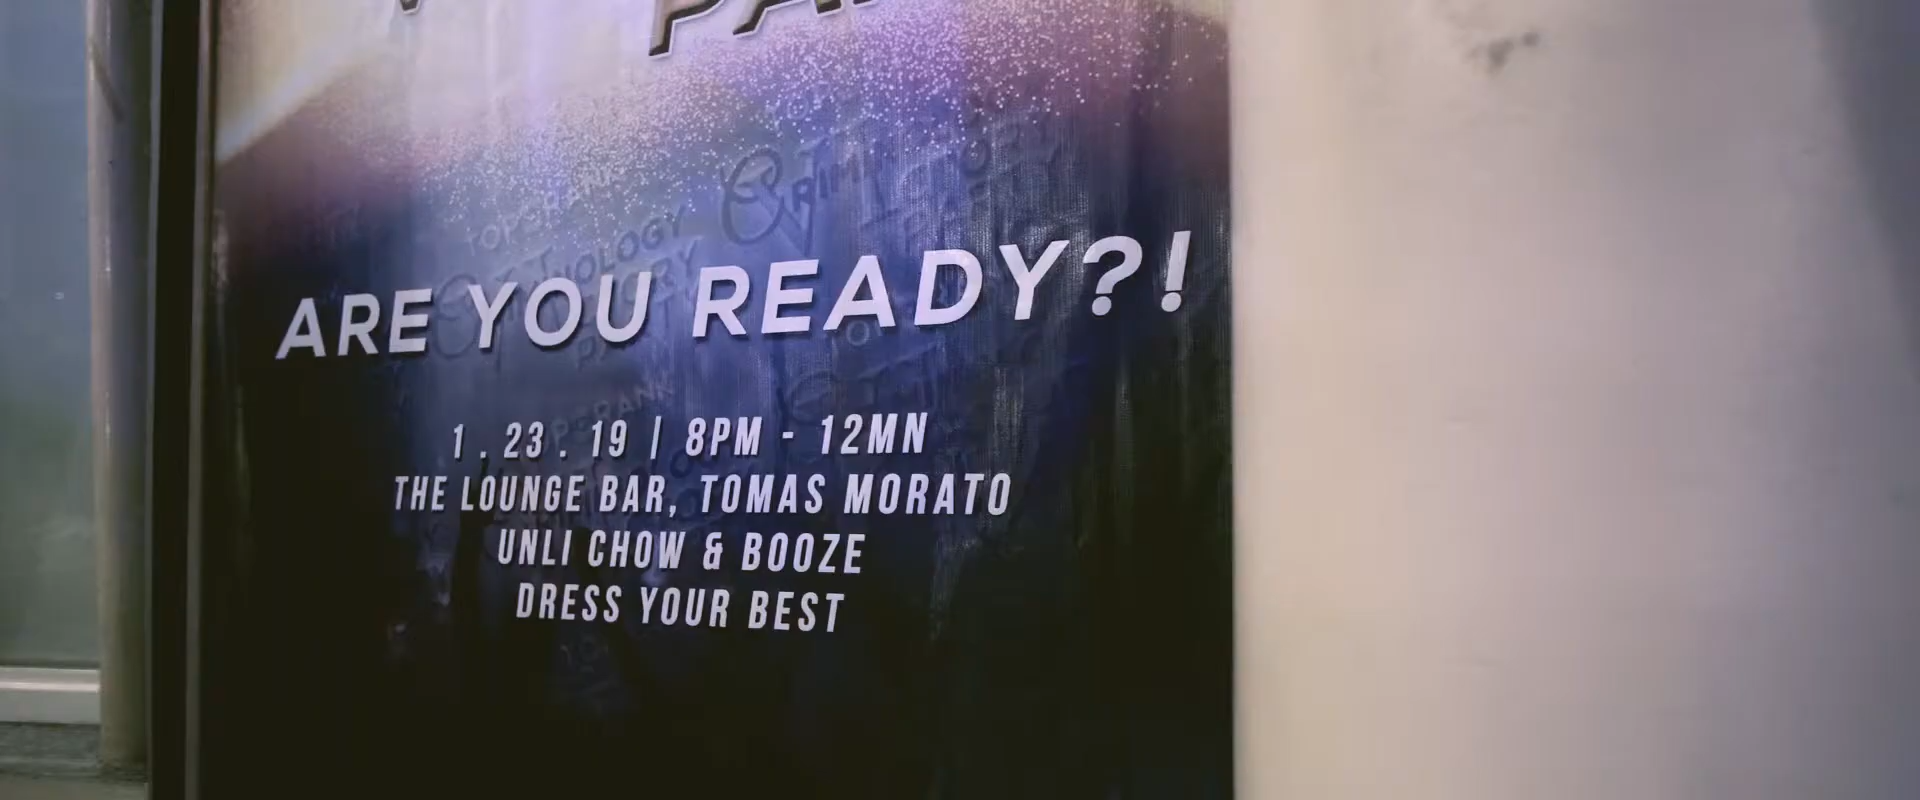 ARE YOU READY?!
1.23.19 | 8PM - 12MN
THE LOUNGE BAR, TOMAS MORATO
UNLI CHOW & BOOZE
DRESS YOUR BEST